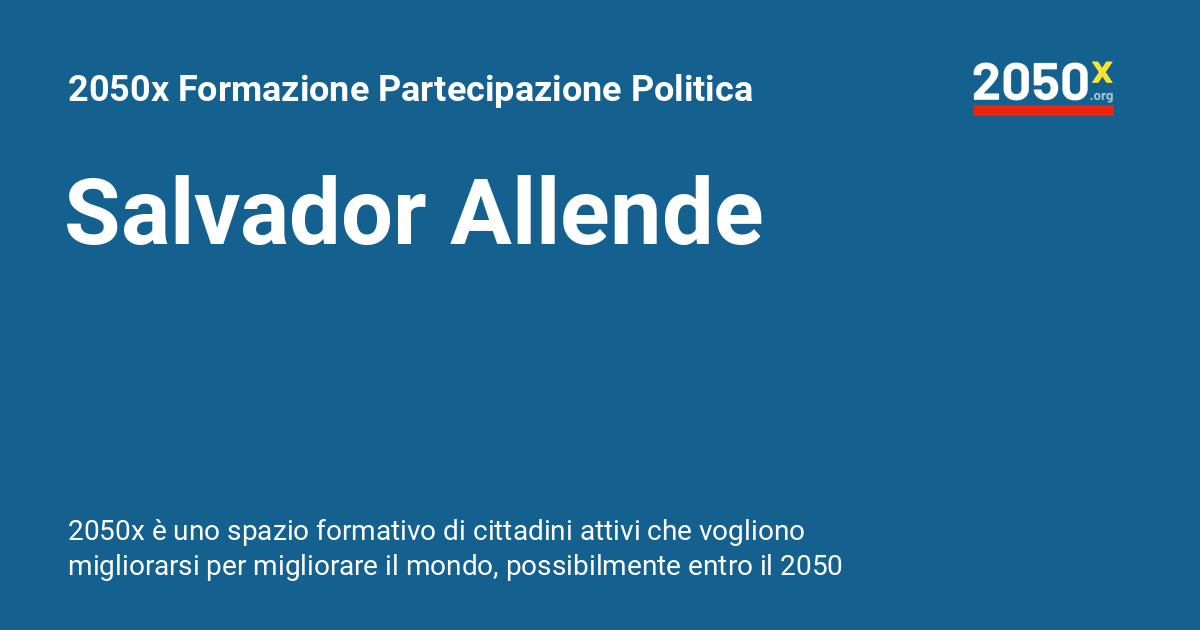 2050x Formazione Partecipazione Politica
2050x
.org
Salvador Allende
2050x è uno spazio formativo di cittadini attivi che vogliono
migliorarsi per migliorare il mondo, possibilmente entro il 2050